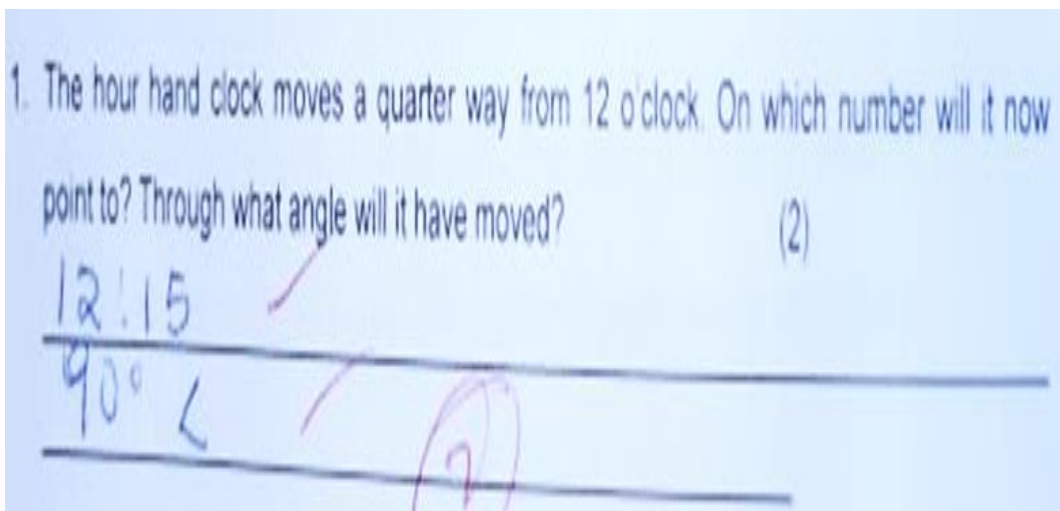 1. The hour hand clock moves a quarter way from 12 o'clock. On which number will it now
point to? Through what angle will it have moved? (2)
12:15
90° <